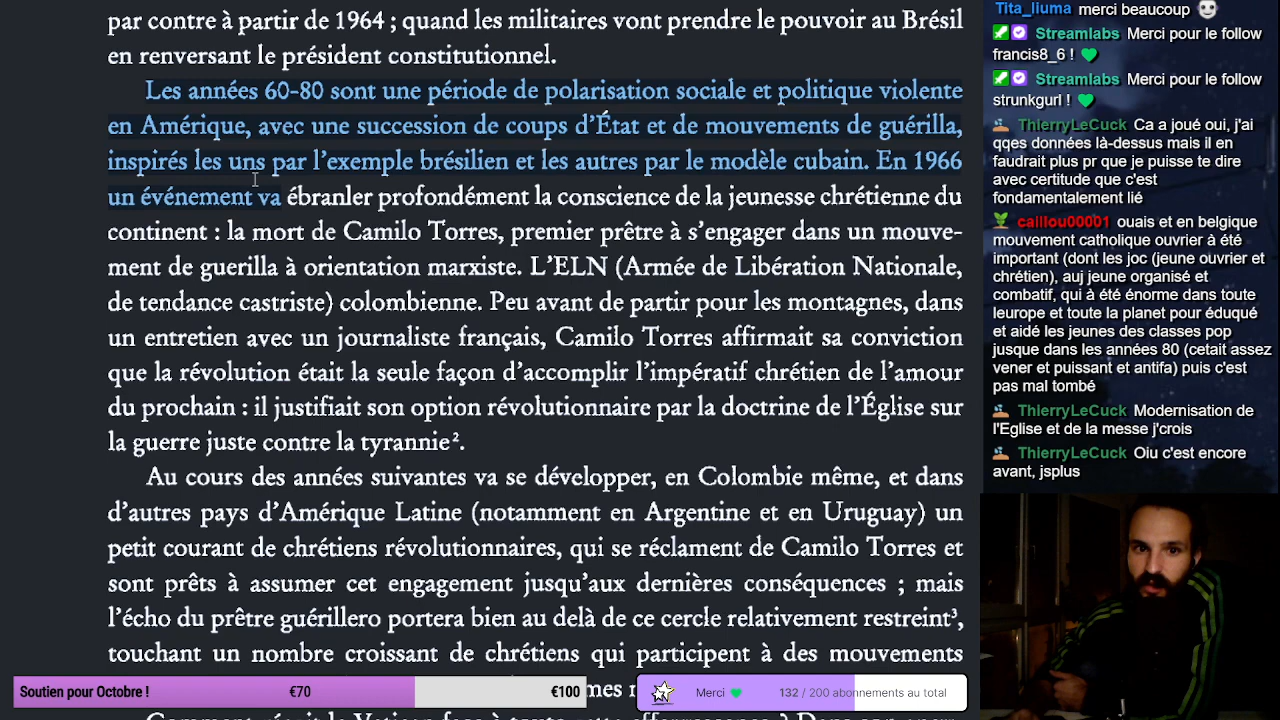 par contre à partir de 1964 ; quand les militaires vont prendre le pouvoir au Brésil
en renversant le président constitutionnel.
Les années 60-80 sont une période de polarisation sociale et politique violente
en Amérique, avec une succession de coups d'État et de mouvements de guérilla,
inspirés les uns par l'exemple brésilien et les autres par le modèle cubain. En 1966
un événement va ébranler profondément la conscience de la jeunesse chrétienne du
continent : la mort de Camilo Torres, premier prêtre à s'engager dans un mouve-
ment de guerilla à orientation marxiste. L'ELN (Armée de Libération Nationale,
de tendance castriste) colombienne. Peu avant de partir pour les montagnes, dans
un entretien avec un journaliste français, Camilo Torres affirmait sa conviction
que la révolution était la seule façon d'accomplir l'impératif chrétien de l'amour
du prochain : il justifiait son option révolutionnaire par la doctrine de l'Église sur
la guerre juste contre la tyrannie².
Au cours des années suivantes va se développer, en Colombie même, et dans
d'autres pays d'Amérique Latine (notamment en Argentine et en Uruguay) un
petit courant de chrétiens révolutionnaires, qui se réclament de Camilo Torres et
sont prêts à assumer cet engagement jusqu'aux dernières conséquences ; mais
l'écho du prêtre guérillero portera bien au delà de ce cercle relativement restreint³,
touchant un nombre croissant de chrétiens qui participent à des mouvements
Soutien pour Octobre ! €70 €100
Merci 132 / 200 abonnements au total
Tita_liuma merci beaucoup
Streamlabs Merci pour le follow
francis8_6 !
Streamlabs Merci pour le follow
strunkgurl !
ThierryLeCuck Ca a joué oui, j'ai
qqes données là-dessus mais il en
faudrait plus pr que je puisse te dire
avec certitude que c'est
fondamentalement lié
calllou00001 ouais et en belgique
mouvement catholique ouvrier à été
important (dont les joc (jeune ouvrier et
chrétien), auj jeune organisé et
combatif, qui à été énorme dans toute
leurope et toute la planet pour éduqué
et aidé les jeunes des classes pop
jusque dans les années 80 (cetait assez
vener et puissant et antifa) puis c'est
pas mal tombé
ThierryLeCuck Modernisation de
l'Eglise et de la messe j'crois
ThierryLeCuck Oiu c'est encore
avant, jsplus